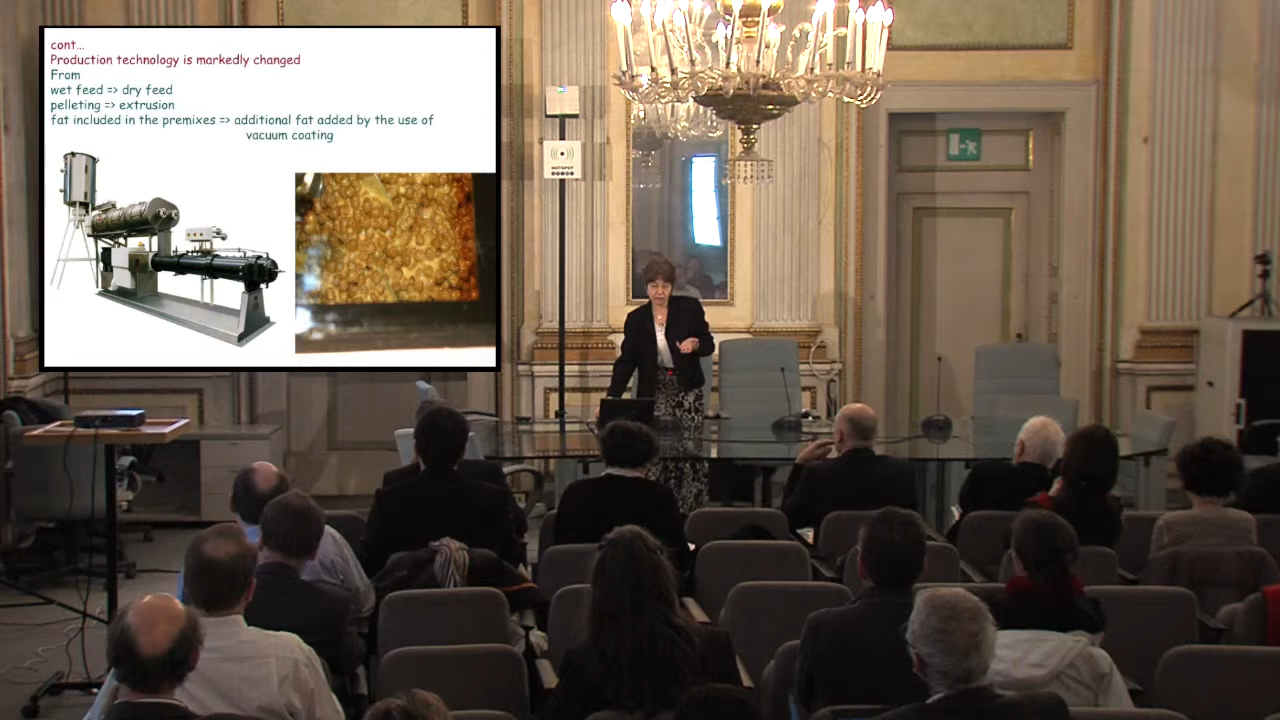 cont...
Production technology is markedly changed
From
wet feed => dry feed
pelleting => extrusion
fat included in the premixes => additional fat added by the use of
vacuum coating
HOTSPOT